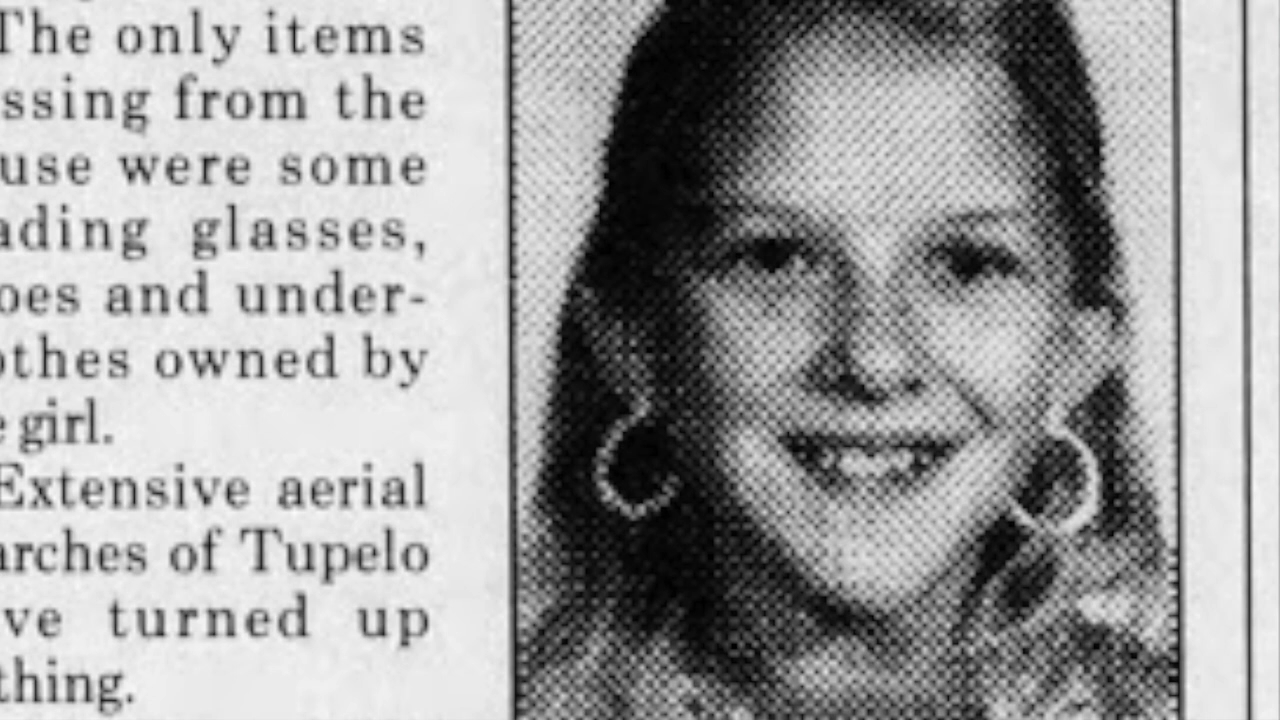 The only items
ssing from the
use were some
ading glasses,
oes and under-
othes owned by
e girl.
Extensive aerial
arches of Tupelo
ve turned up
thing.